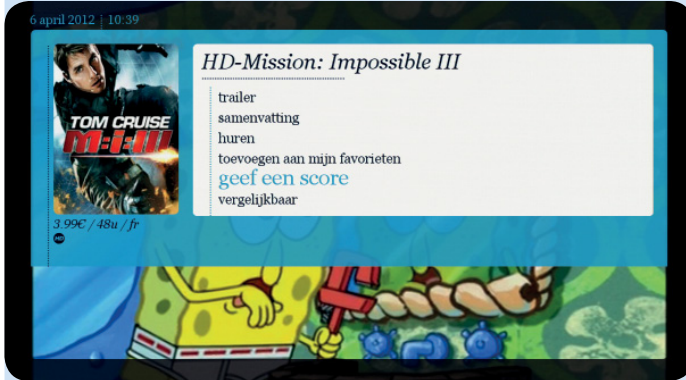 6 april 2012 10:39
HD-Mission: Impossible III
TOM CRUISE
M:i:III
trailer
samenvatting
huren
toevoegen aan mijn favorieten
geef een score
vergelijkbaar
3.99€ / 48u / fr
HD